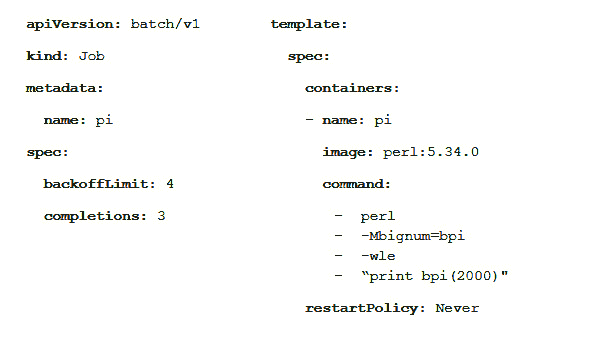 apiVersion: batch/v1
kind: Job
metadata:
  name: pi
spec:
  backoffLimit: 4
  completions: 3
template:
  spec:
    containers:
    - name: pi
      image: perl:5.34.0
      command:
        - perl
        - -Mbignum=bpi
        - -wle
        - “print bpi(2000)"
    restartPolicy: Never